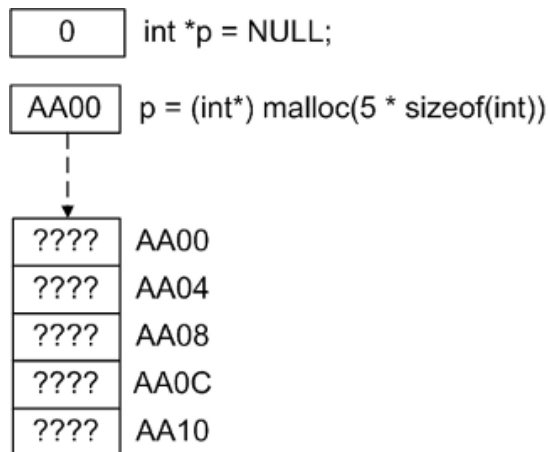 0 int *p = NULL;
AA00 p = (int*) malloc(5 * sizeof(int))
???? AA00
???? AA04
???? AA08
???? AA0C
???? AA10